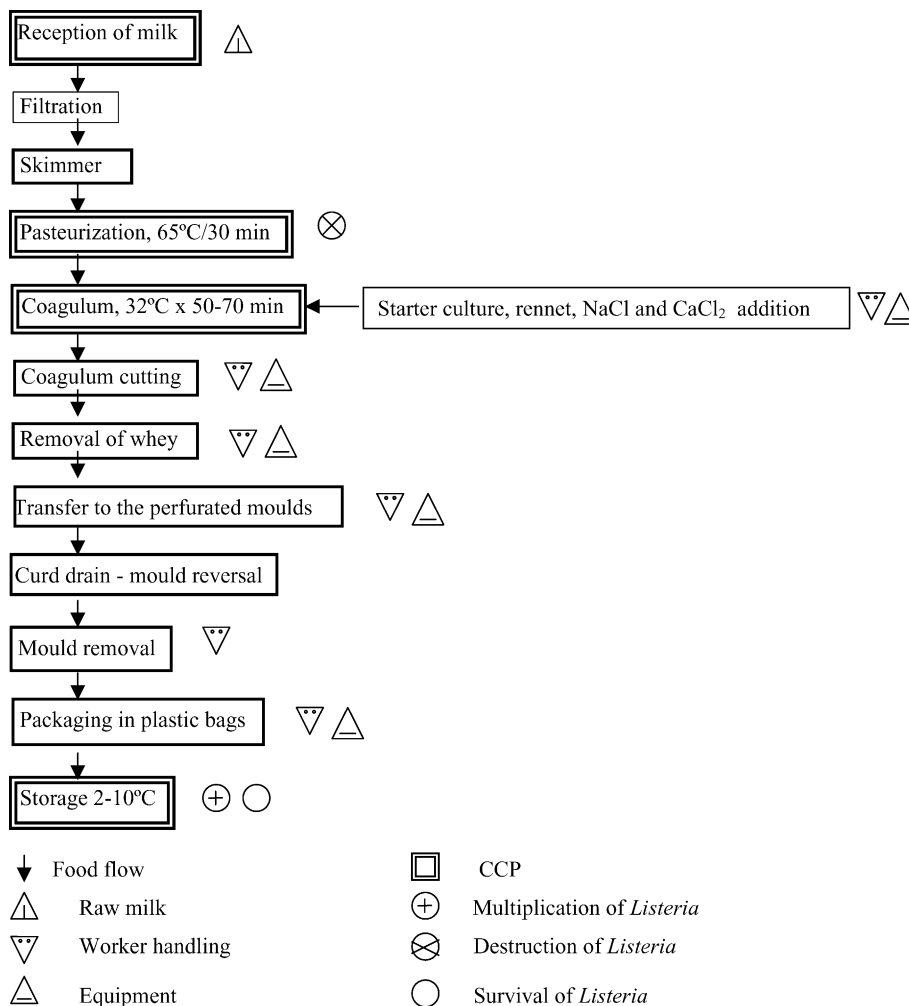 Reception of milk
Filtration
Skimmer
Pasteurization, 65ºC/30 min
Coagulum, 32ºC x 50-70 min
Starter culture, rennet, NaCl and CaCl₂ addition
Coagulum cutting
Removal of whey
Transfer to the perfurated moulds
Curd drain - mould reversal
Mould removal
Packaging in plastic bags
Storage 2-10ºC
Food flow
CCP
Raw milk
Multiplication of Listeria
Worker handling
Destruction of Listeria
Equipment
Survival of Listeria